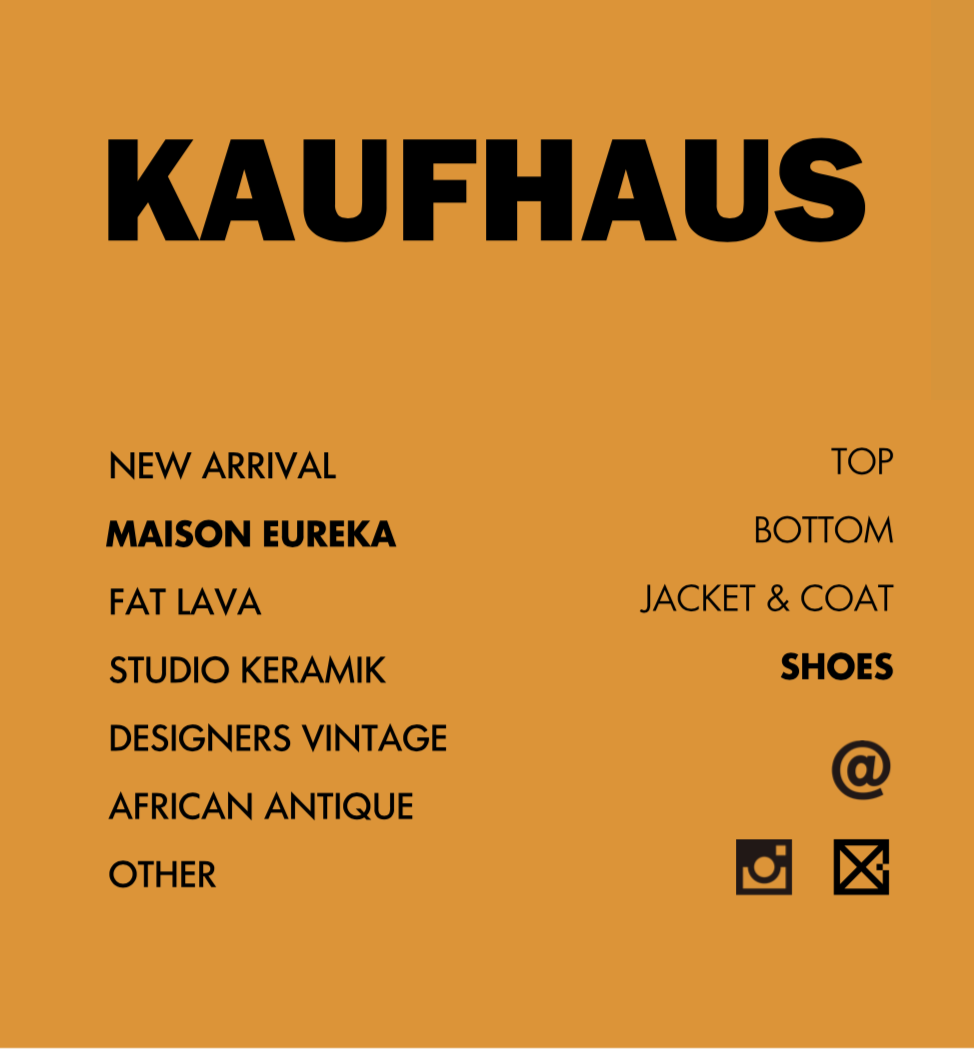 KAUFHAUS
NEW ARRIVAL
MAISON EUREKA
FAT LAVA
STUDIO KERAMIK
DESIGNERS VINTAGE
AFRICAN ANTIQUE
OTHER
TOP
BOTTOM
JACKET & COAT
SHOES
@